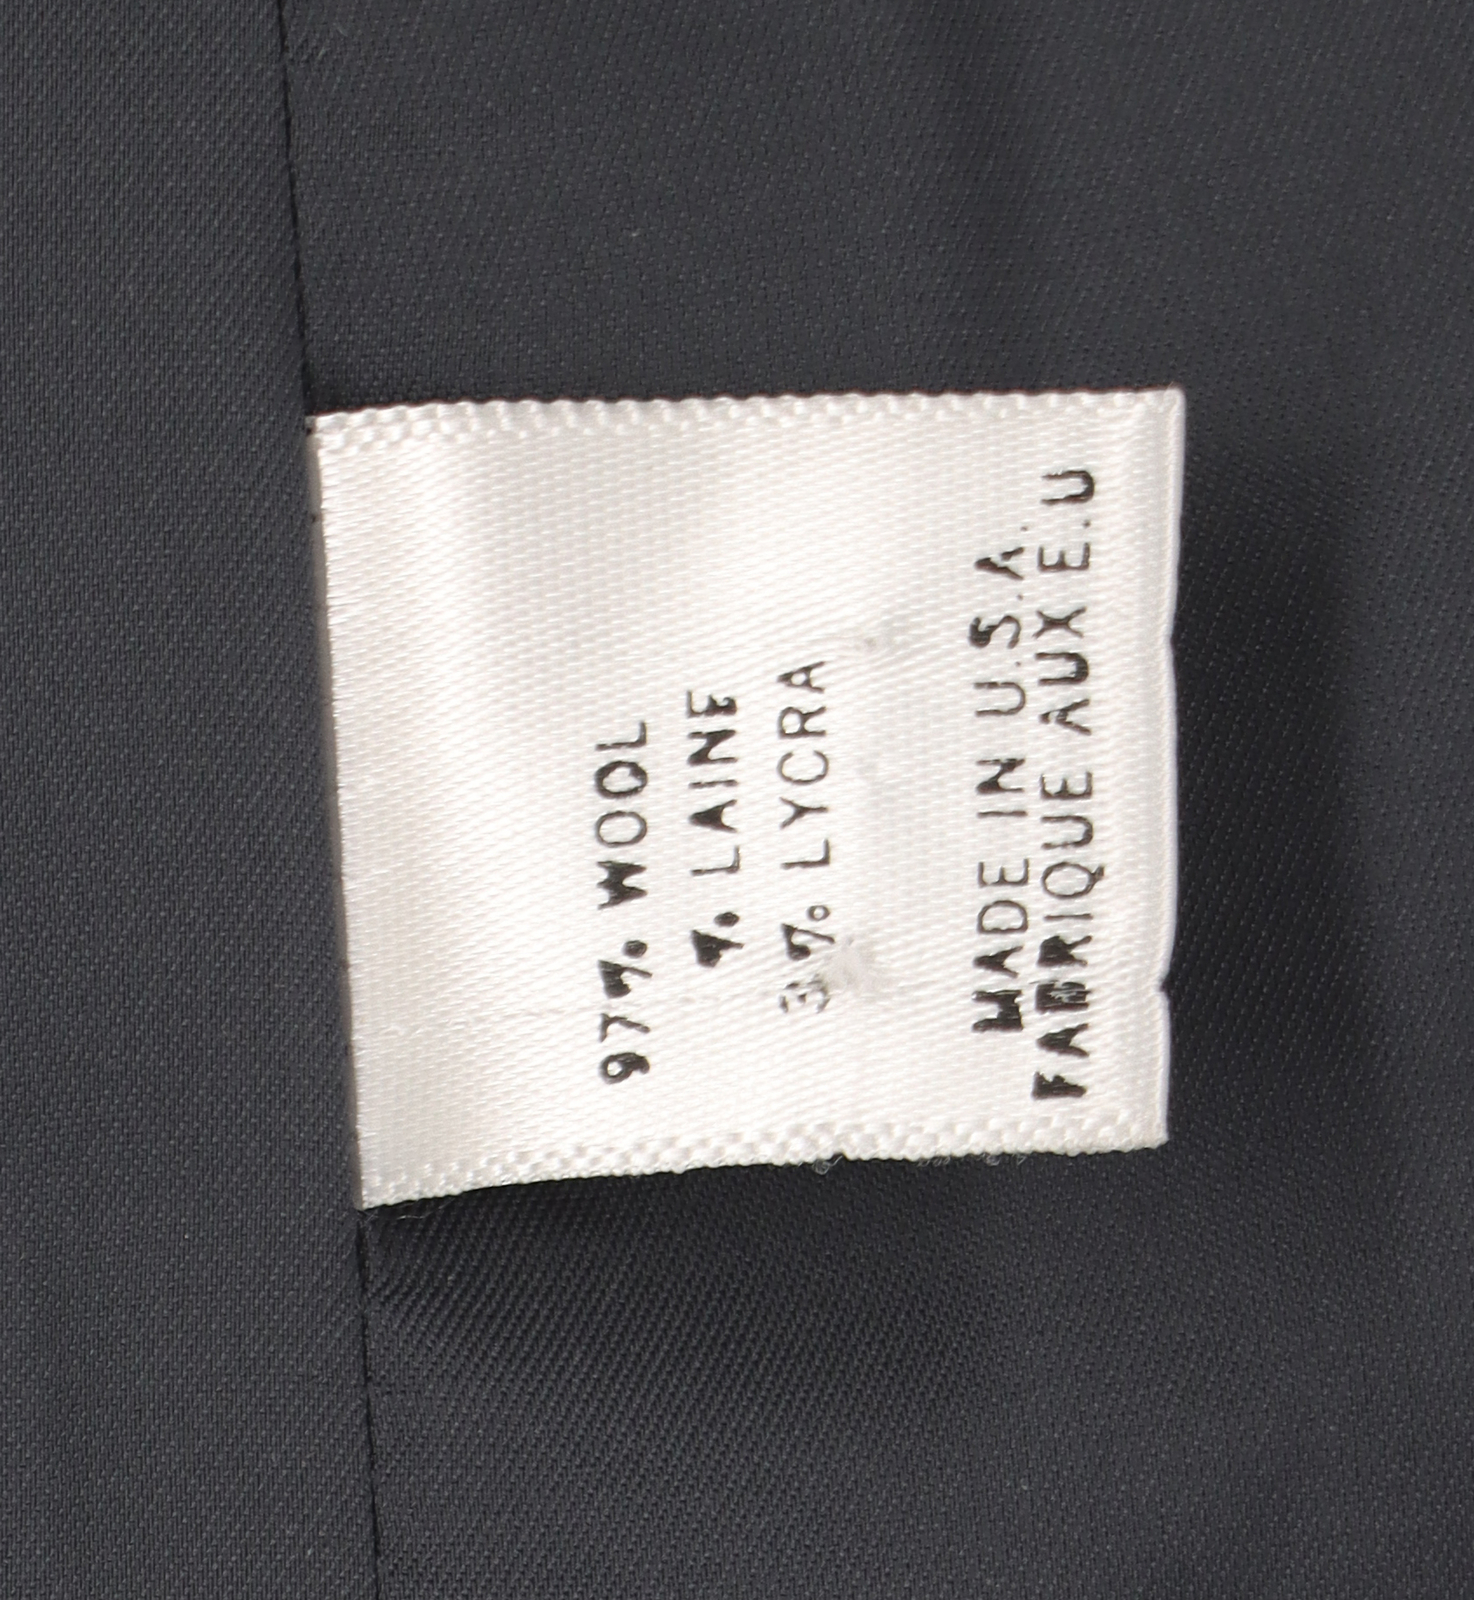 97% WOOL
% LAINE
3% LYCRA
MADE IN U.S.A.
FABRIQUE AUX E.U